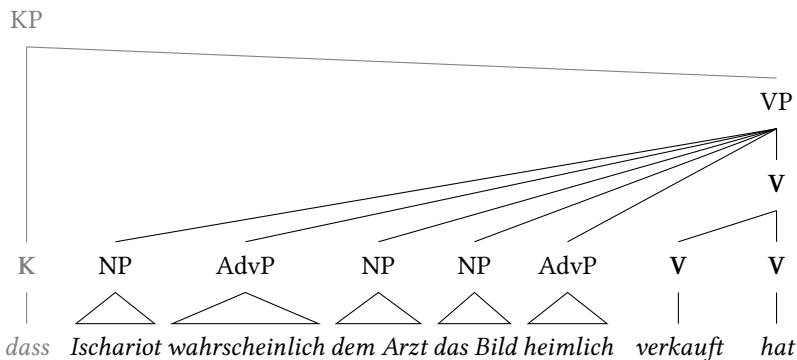 KP
VP
V
K NP AdvP NP NP AdvP V V
dass Ischariot wahrscheinlich dem Arzt das Bild heimlich verkauft hat